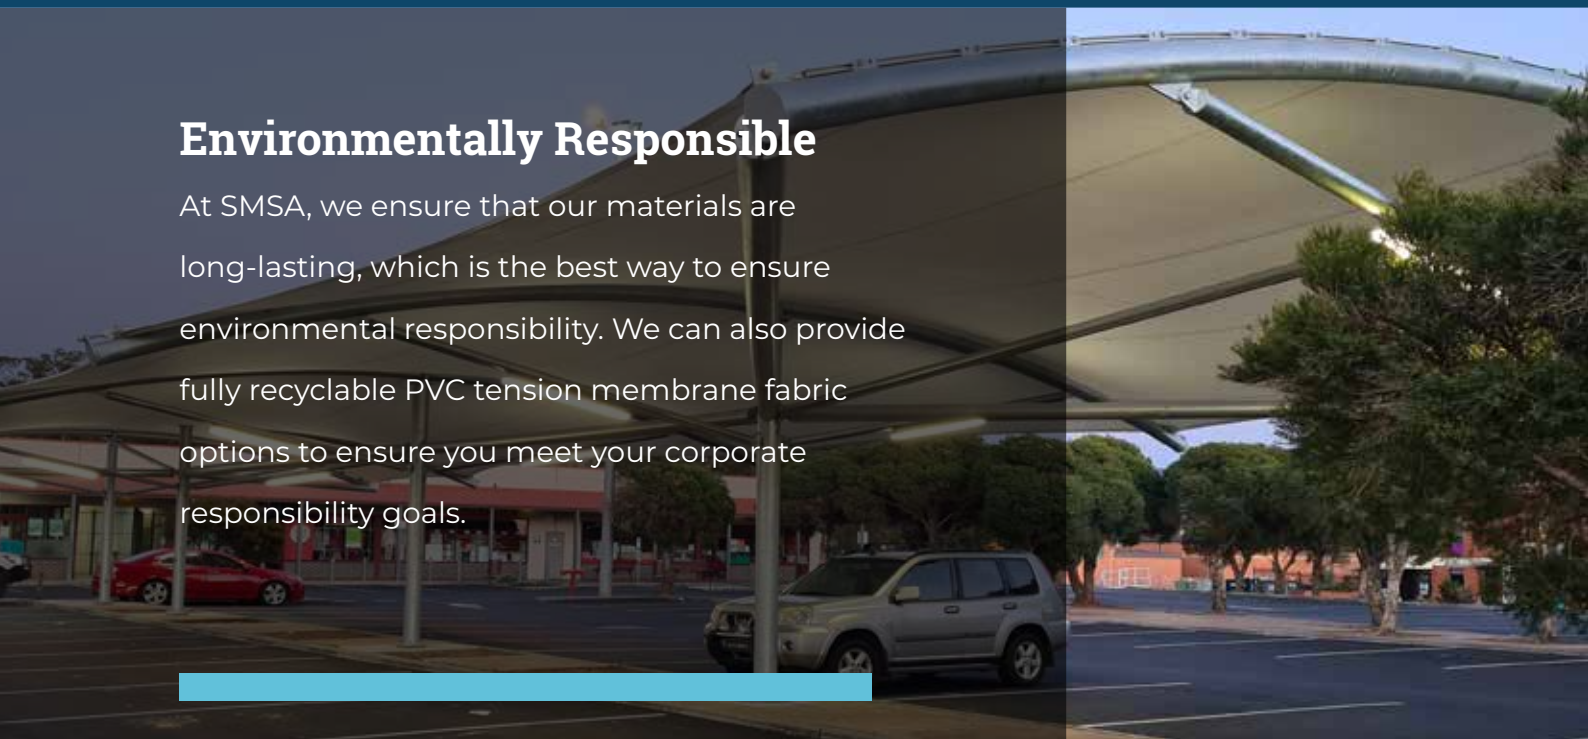 Environmentally Responsible
At SMSA, we ensure that our materials are
long-lasting, which is the best way to ensure
environmental responsibility. We can also provide
fully recyclable PVC tension membrane fabric
options to ensure you meet your corporate
responsibility goals.